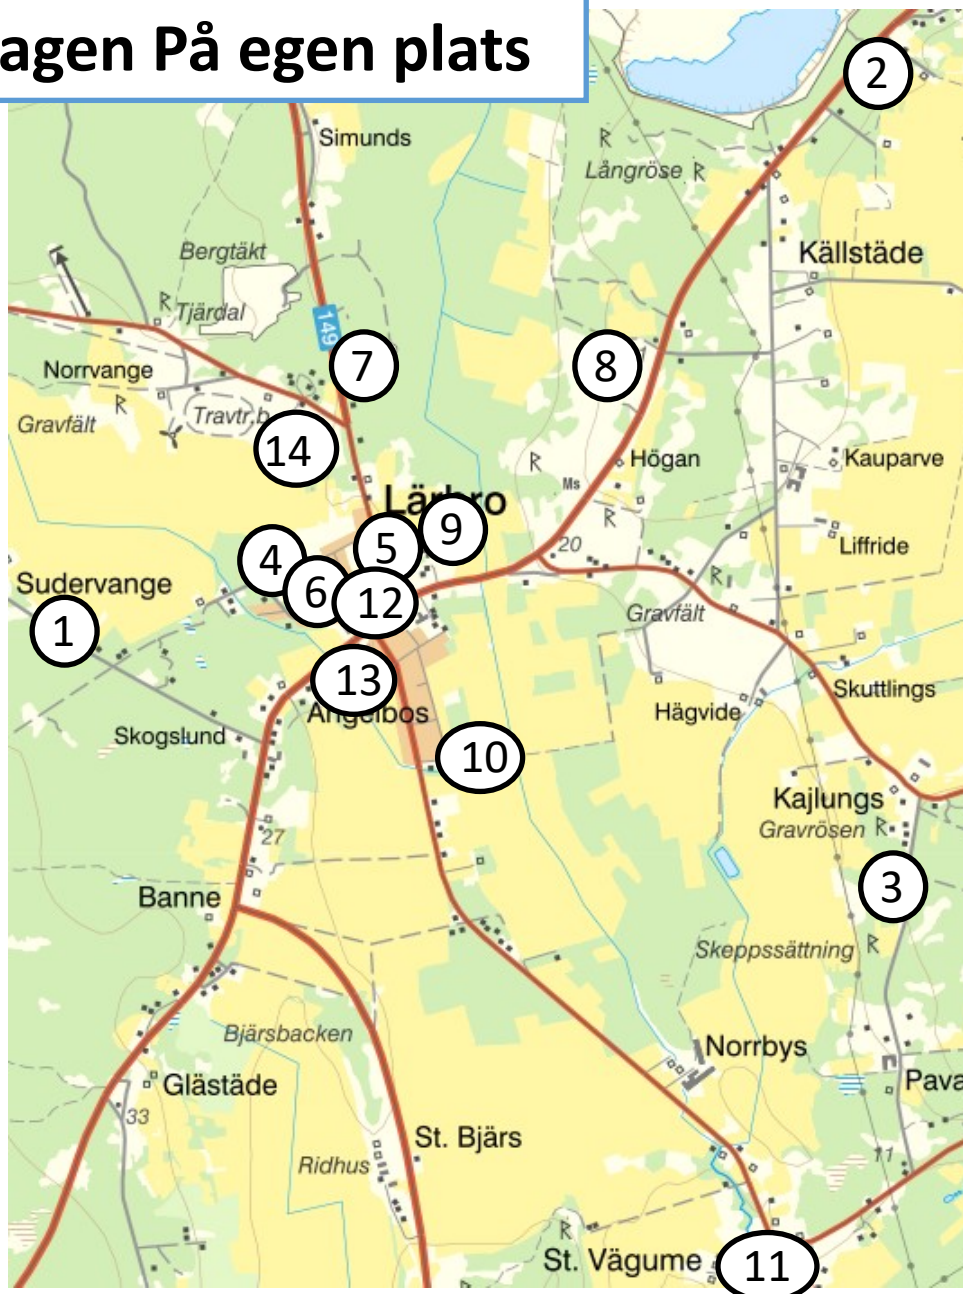 agen På egen plats
2
Simunds
Långröse
R
R
Bergtäkt
Källstäde
R
Tjärdal
149
7
8
Norrvange
R
Gravfält
Travtr.b
14
R
Högan
Kauparve
Ms
Lärbro
9
R
4
5
20
Liffride
Sudervange
6
12
R
1
Gravfält
13
Skuttlings
Ängelbos
Hägvide
Skogslund
10
Kajlungs
27
Gravrösen R
3
Banne
Skeppssättning R
Bjärsbacken
Norrbys
Glästäde
Pava
33
St. Bjärs
11
Ridhus
R
St. Vägume
11